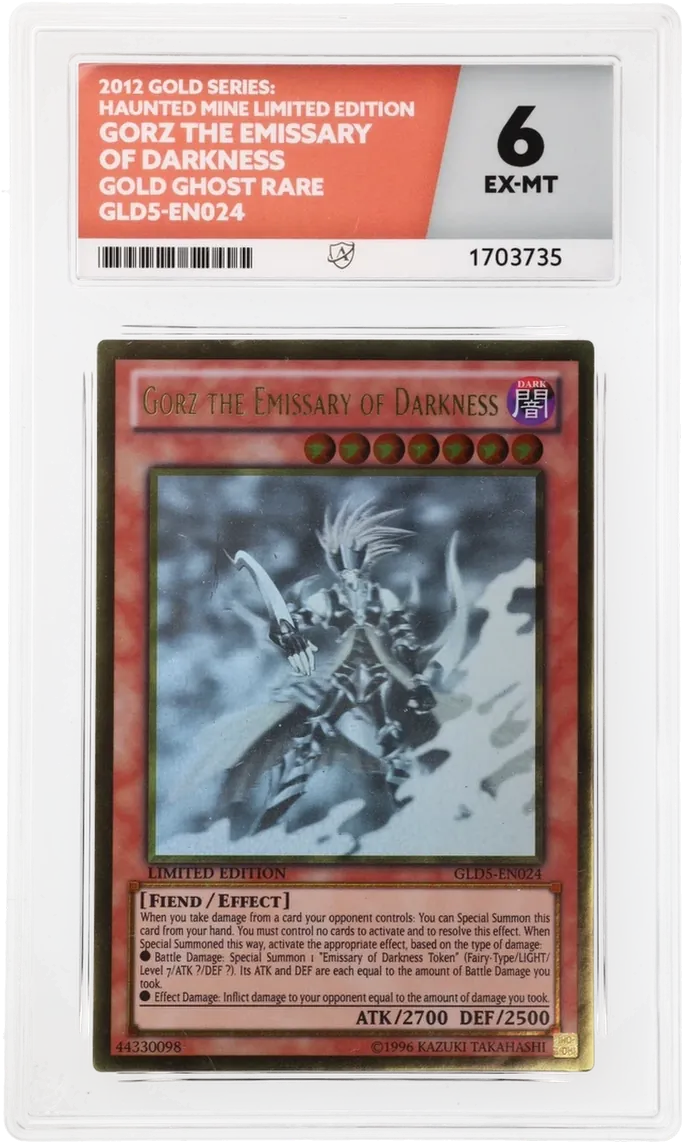 2012 GOLD SERIES:
HAUNTED MINE LIMITED EDITION
GORZ THE EMISSARY
OF DARKNESS
GOLD GHOST RARE
GLD5-EN024
6
EX-MT
A
1703735
GORZ THE EMISSARY OF DARKNESS
DARK
闇
LIMITED EDITION
GLD5-EN024
[FIEND / EFFECT]
When you take damage from a card your opponent controls: You can Special Summon this
card from your hand. You must control no cards to activate and to resolve this effect. When
Special Summoned this way, activate the appropriate effect, based on the type of damage:
● Battle Damage: Special Summon 1 "Emissary of Darkness Token" (Fairy-Type/LIGHT/
Level 7/ATK ?/DEF ?). Its ATK and DEF are each equal to the amount of Battle Damage you
took.
● Effect Damage: Inflict damage to your opponent equal to the amount of damage you took.
ATK/2700 DEF/2500
44330098
©1996 KAZUKI TAKAHASHI